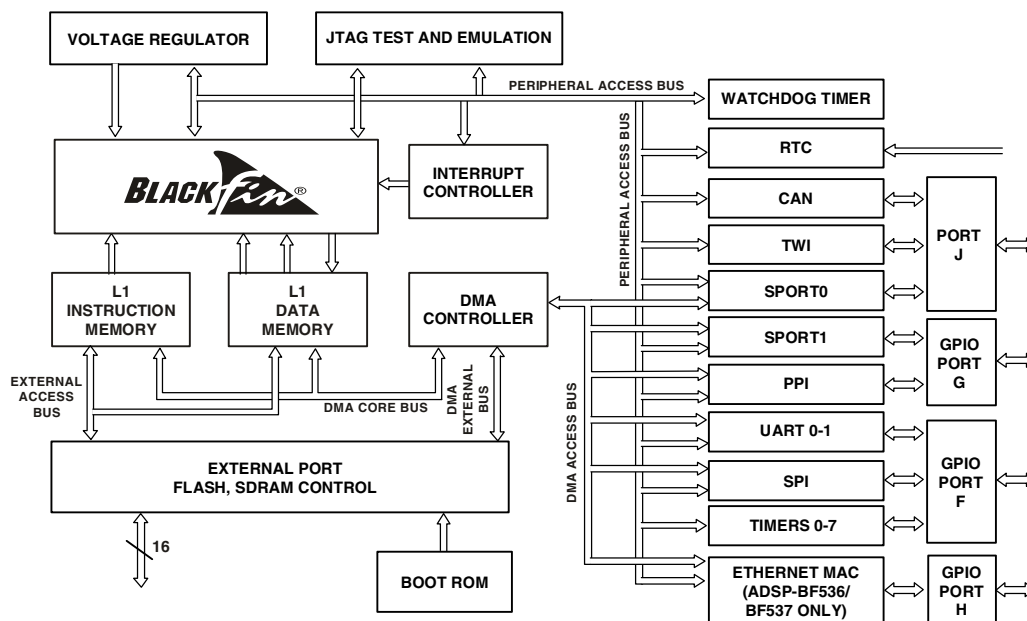 VOLTAGE REGULATOR
JTAG TEST AND EMULATION
PERIPHERAL ACCESS BUS
WATCHDOG TIMER
RTC
BLACKfin®
INTERRUPT
CONTROLLER
PERIPHERAL ACCESS BUS
CAN
TWI
PORT
J
L1
INSTRUCTION
MEMORY
L1
DATA
MEMORY
DMA
CONTROLLER
SPORT0
SPORT1
GPIO
PORT
G
PPI
EXTERNAL
ACCESS
BUS
DMA CORE BUS
DMA
EXTERNAL
BUS
DMA ACCESS BUS
UART 0-1
SPI
GPIO
PORT
F
TIMERS 0-7
EXTERNAL PORT
FLASH, SDRAM CONTROL
16
BOOT ROM
ETHERNET MAC
(ADSP-BF536/
BF537 ONLY)
GPIO
PORT
H